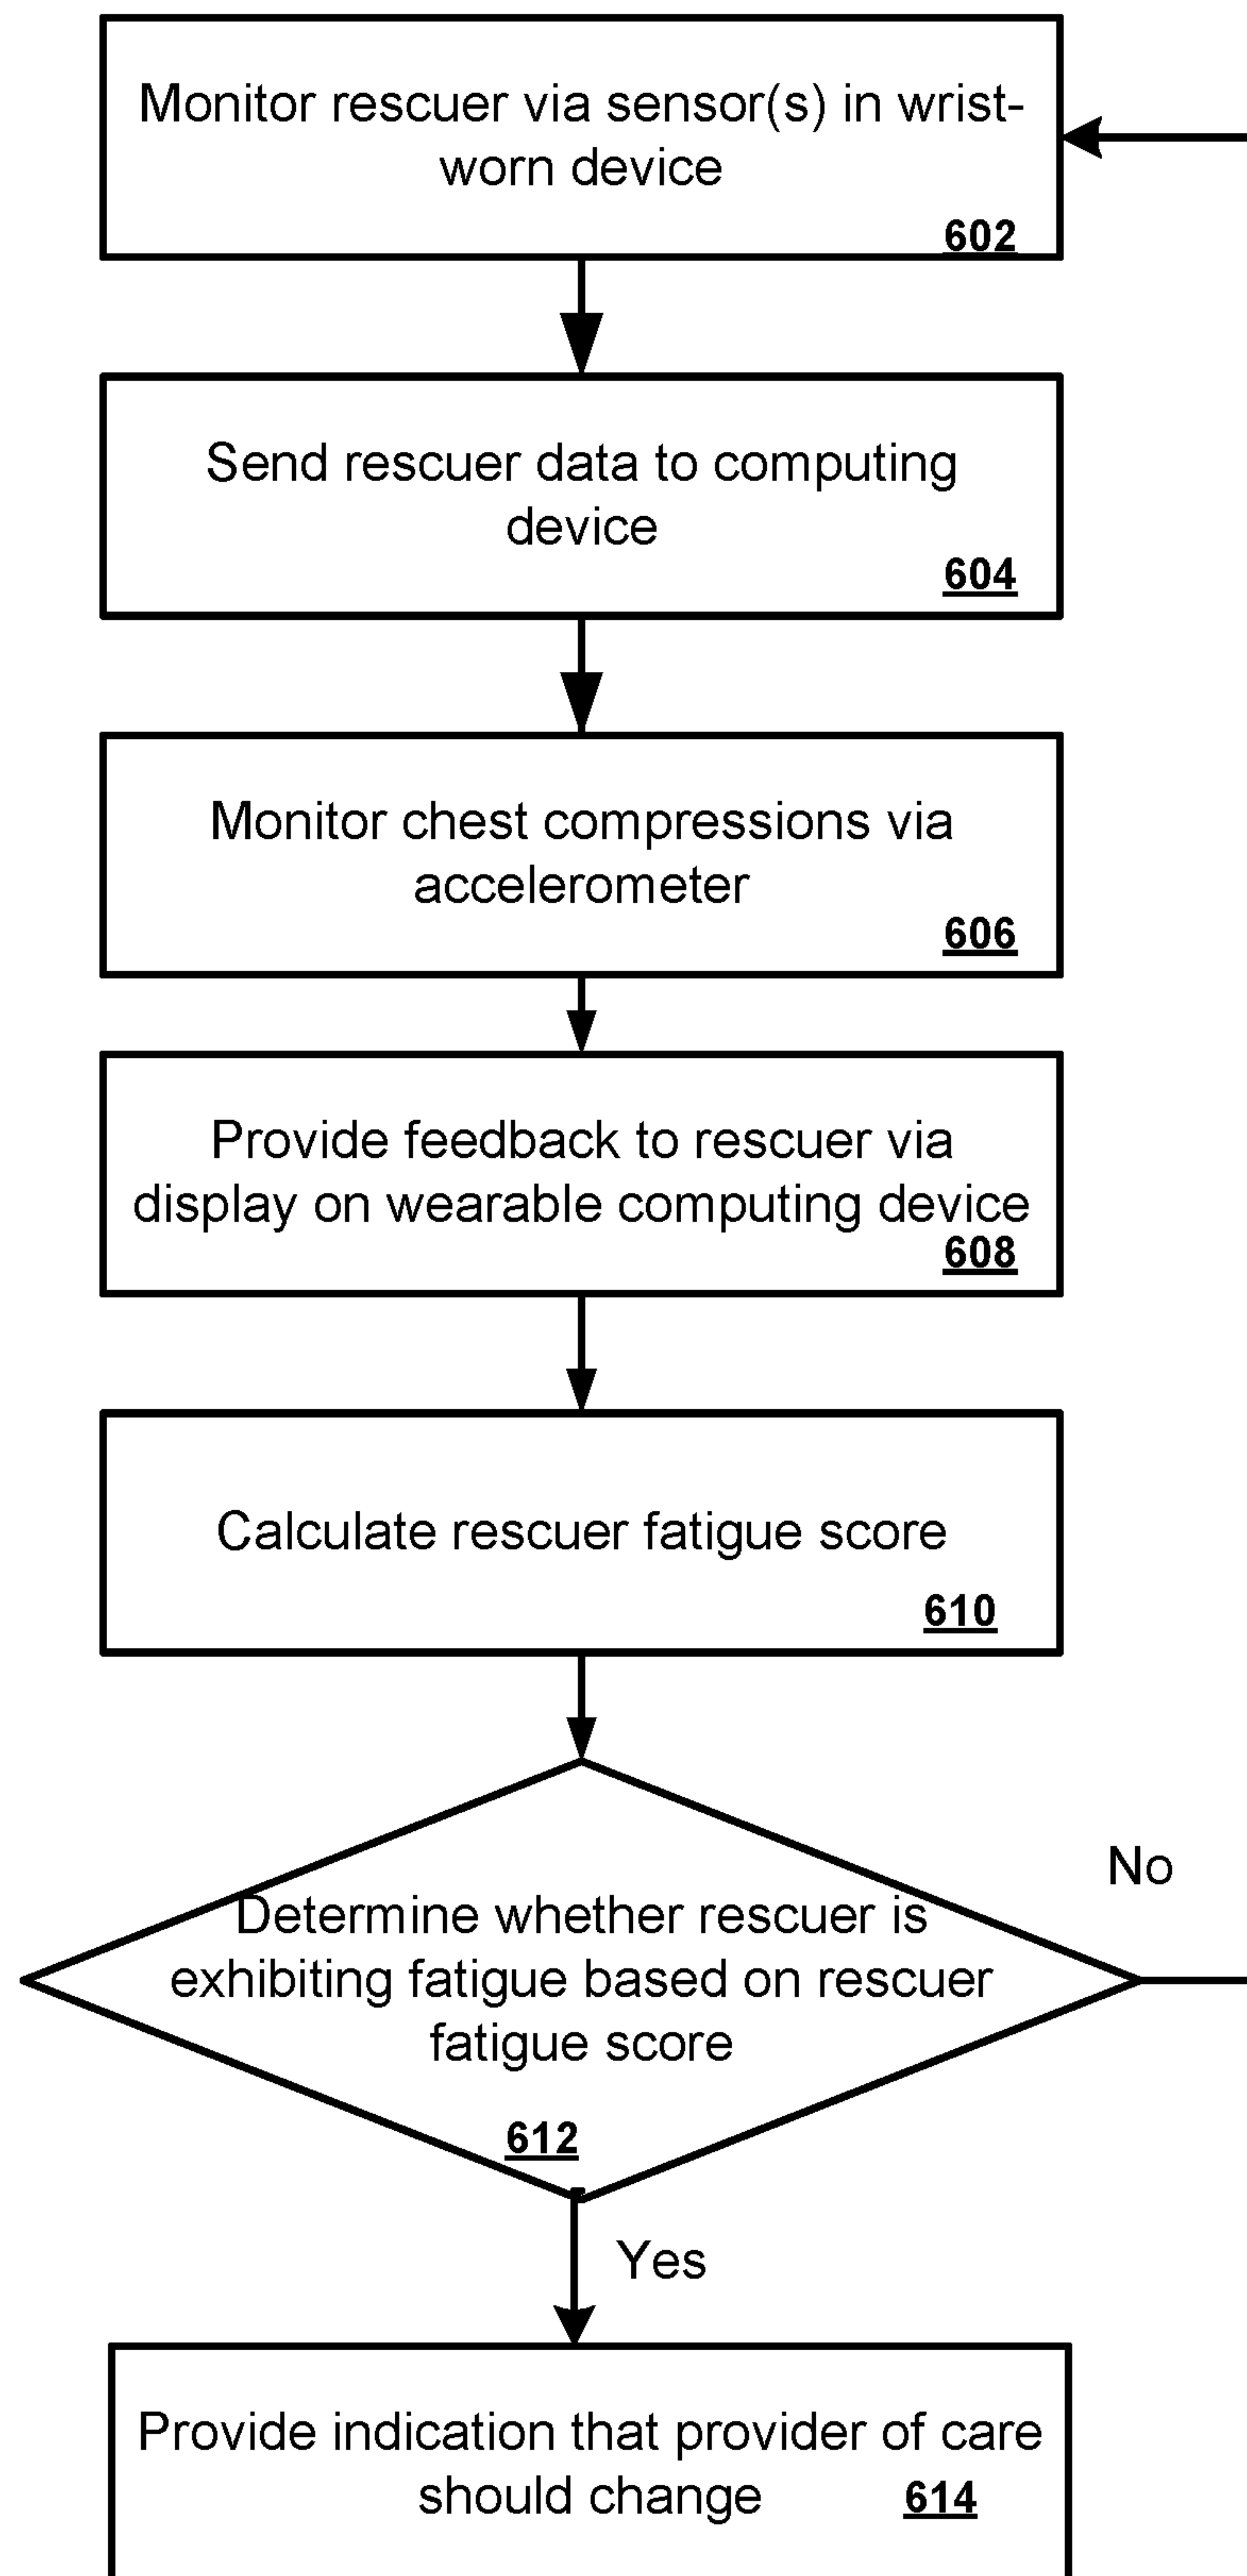 Monitor rescuer via sensor(s) in wrist-
worn device
602
Send rescuer data to computing
device
604
Monitor chest compressions via
accelerometer
606
Provide feedback to rescuer via
display on wearable computing device
608
Calculate rescuer fatigue score
610
No
Determine whether rescuer is
exhibiting fatigue based on rescuer
fatigue score
612
Yes
Provide indication that provider of care
should change 614